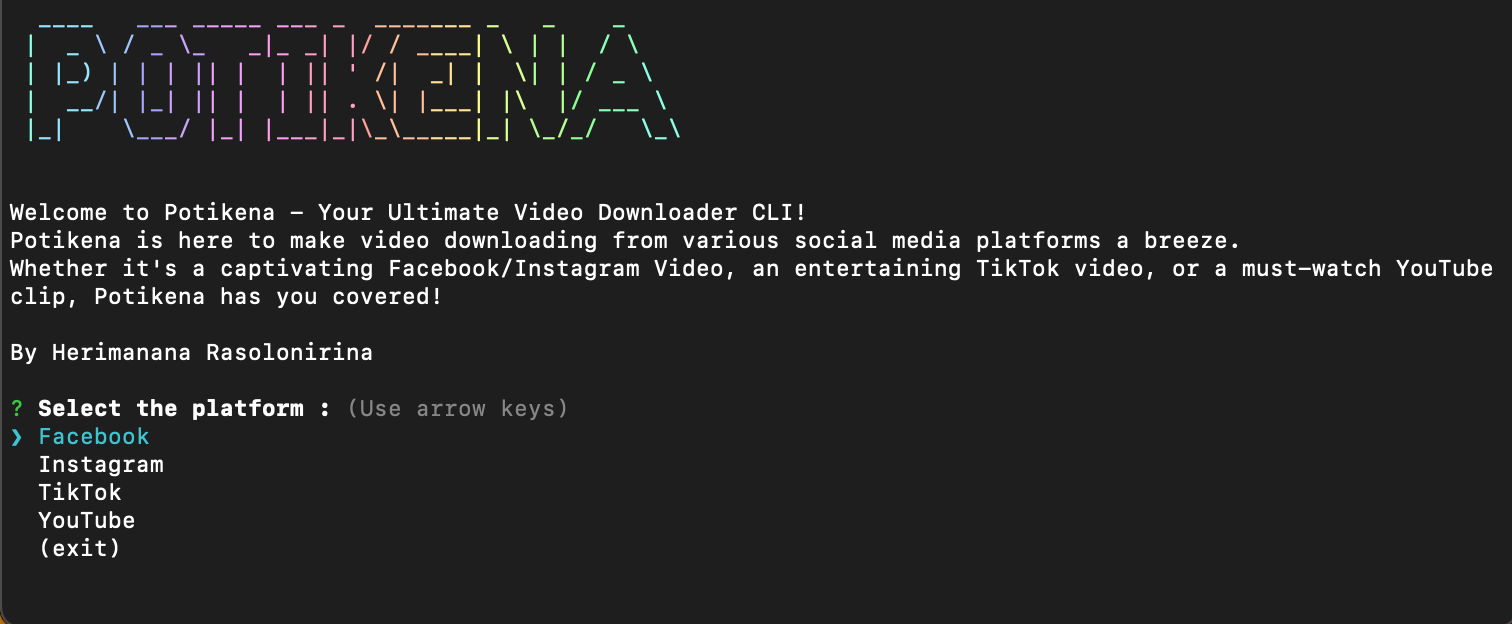 POTIKENA
Welcome to Potikena - Your Ultimate Video Downloader CLI!
Potikena is here to make video downloading from various social media platforms a breeze.
Whether it's a captivating Facebook/Instagram Video, an entertaining TikTok video, or a must-watch YouTube
clip, Potikena has you covered!
By Herimanana Rasolonirina
? Select the platform : (Use arrow keys)
❯ Facebook
Instagram
TikTok
YouTube
(exit)